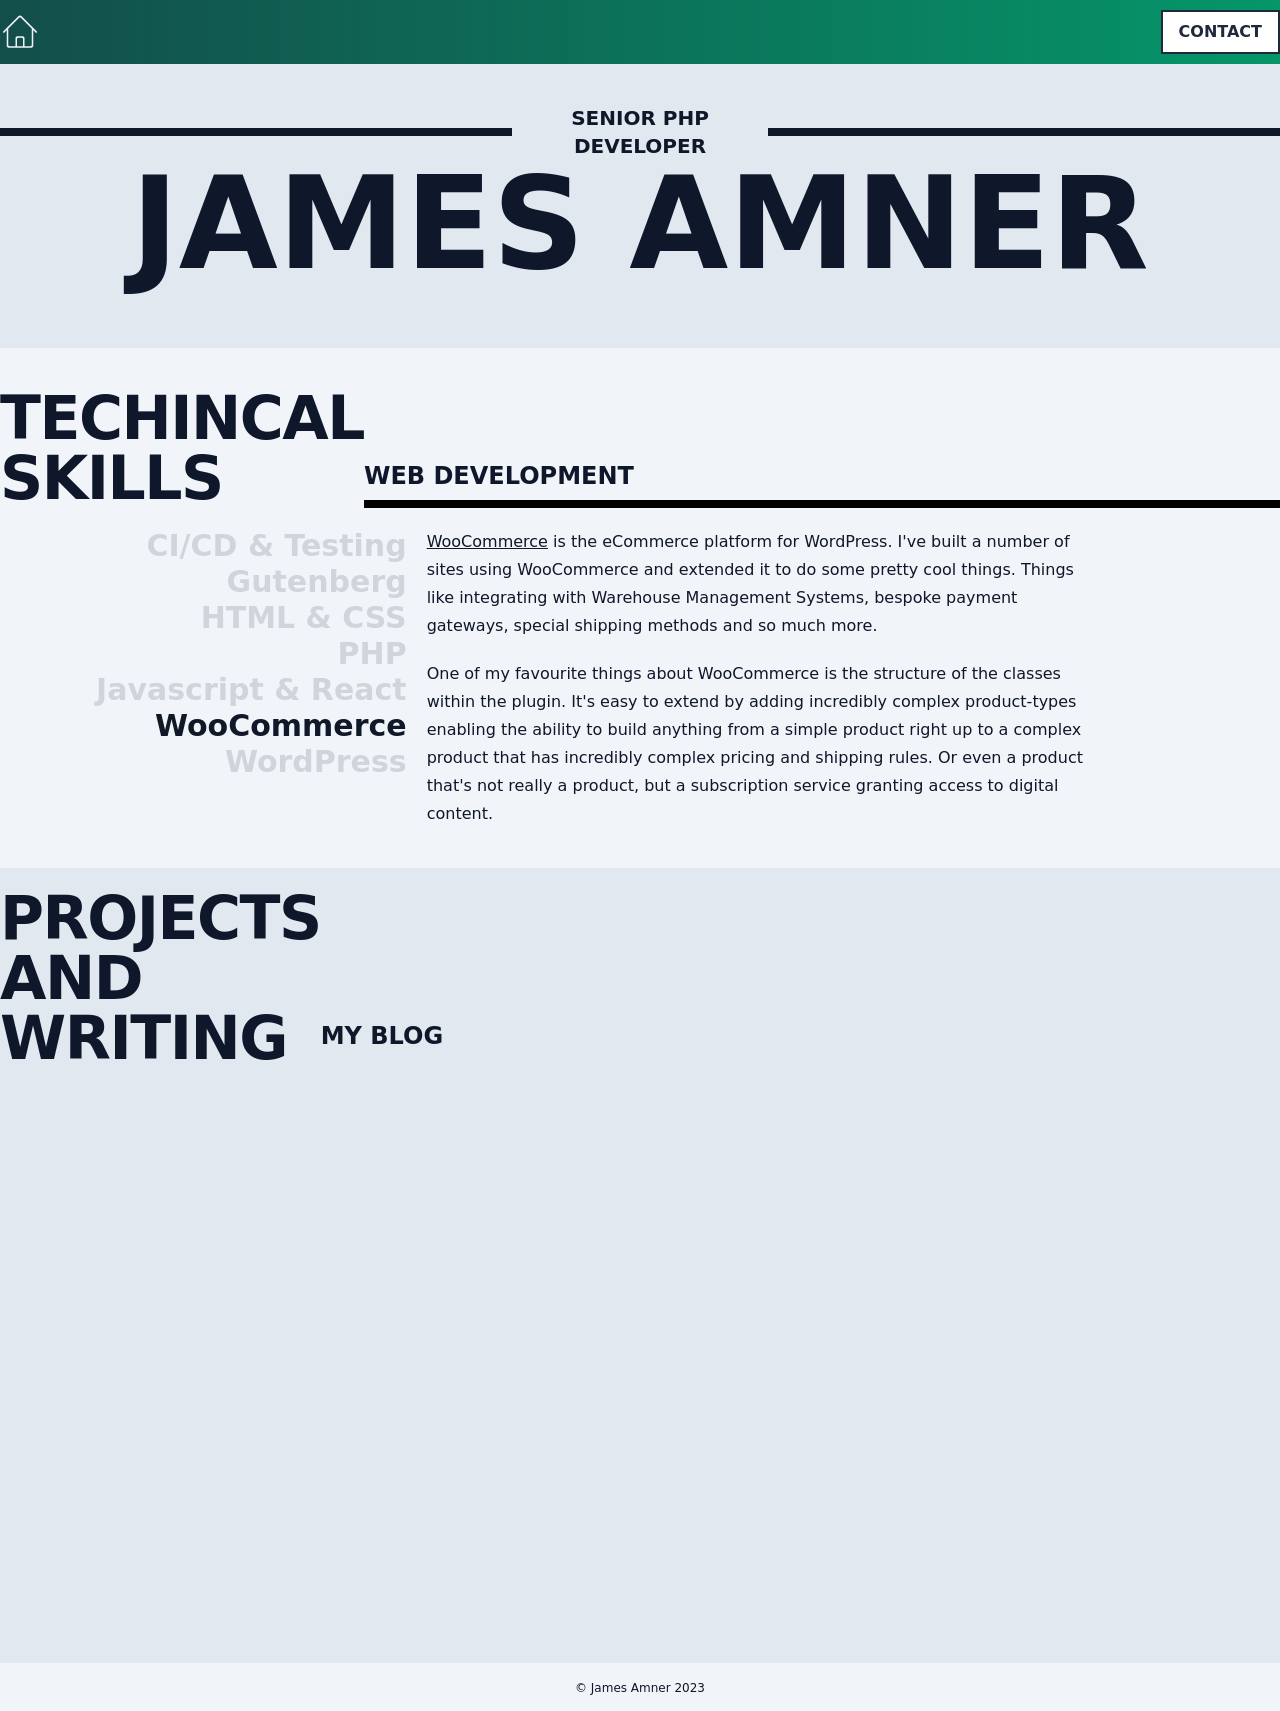 CONTACT
SENIOR PHP
DEVELOPER
JAMES AMNER
TECHINCAL
SKILLS
WEB DEVELOPMENT
CI/CD & Testing
Gutenberg
HTML & CSS
PHP
Javascript & React
WooCommerce
WordPress
WooCommerce is the eCommerce platform for WordPress. I've built a number of
sites using WooCommerce and extended it to do some pretty cool things. Things
like integrating with Warehouse Management Systems, bespoke payment
gateways, special shipping methods and so much more.
One of my favourite things about WooCommerce is the structure of the classes
within the plugin. It's easy to extend by adding incredibly complex product-types
enabling the ability to build anything from a simple product right up to a complex
product that has incredibly complex pricing and shipping rules. Or even a product
that's not really a product, but a subscription service granting access to digital
content.
PROJECTS
AND
WRITING
MY BLOG
© James Amner 2023